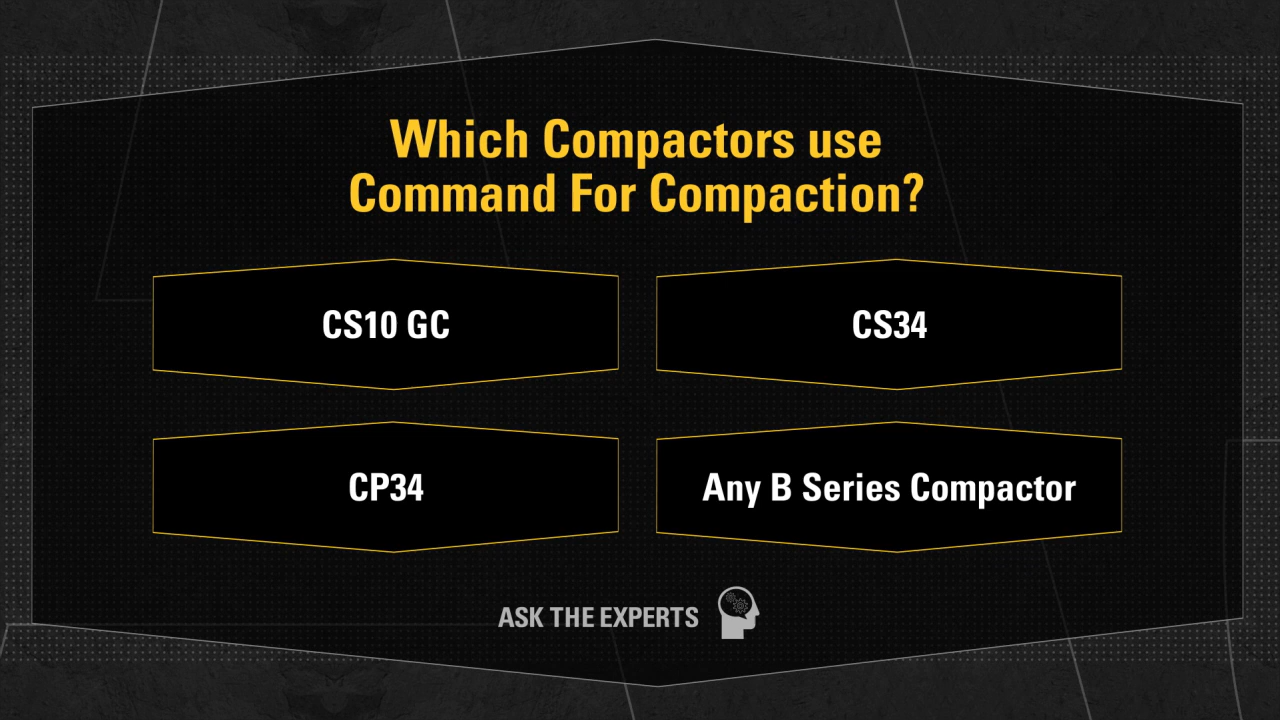 Which Compactors use
Command For Compaction?
CS10 GC
CS34
CP34
Any B Series Compactor
ASK THE EXPERTS